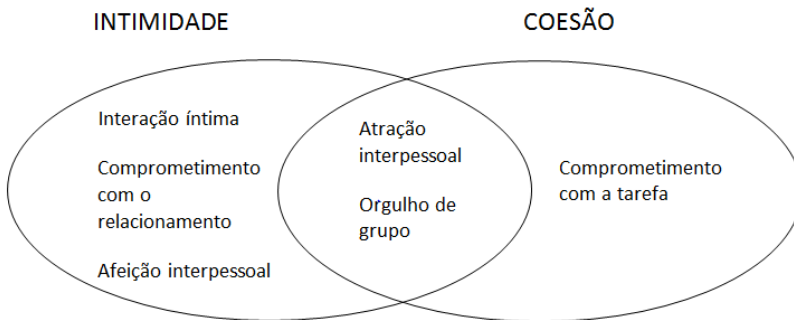 INTIMIDADE
COESÃO
Interação íntima
Comprometimento
com o
relacionamento
Afeição interpessoal
Atração
interpessoal
Orgulho de
grupo
Comprometimento
com a tarefa